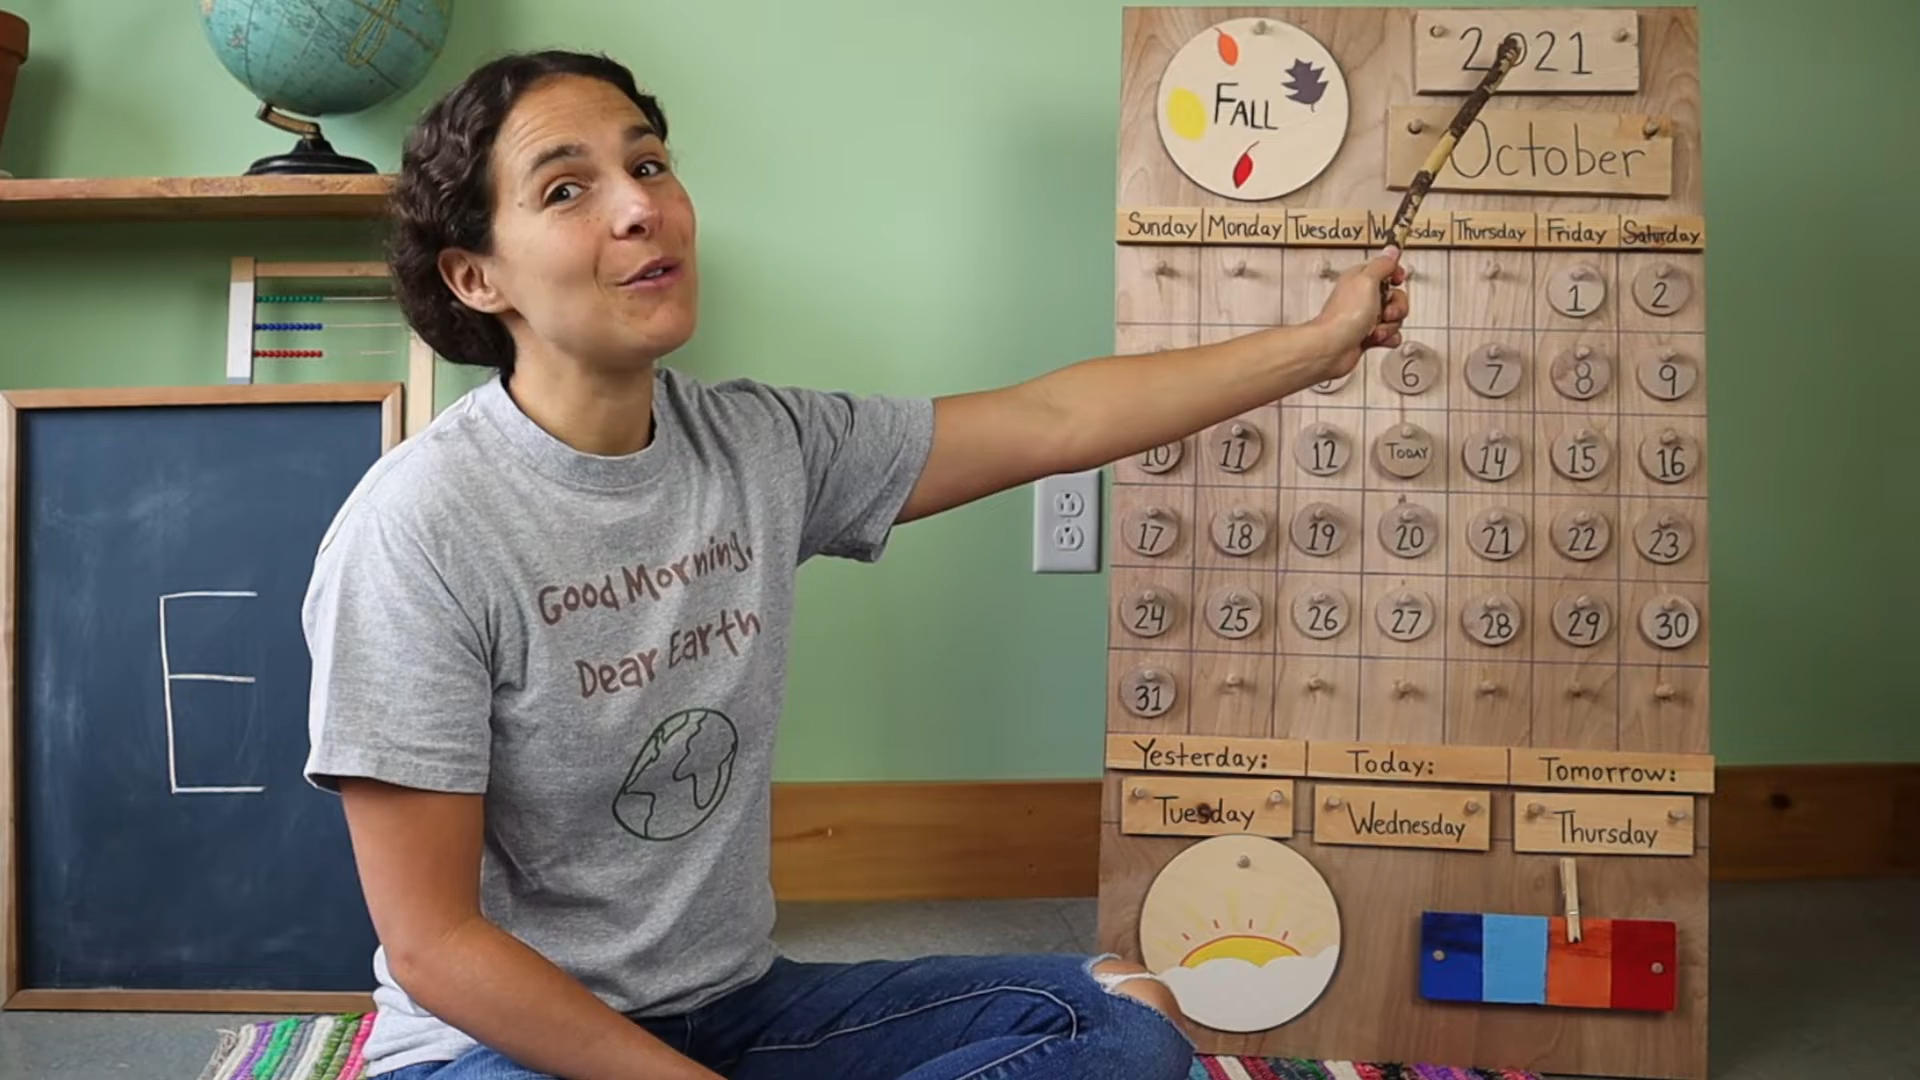 FALL
2021
October
Sunday Monday Tuesday Wednesday Thursday Friday Saturday
1 2
5 6 7 8 9
10 11 12 TODAY 14 15 16
17 18 19 20 21 22 23
24 25 26 27 28 29 30
31
Yesterday: Today: Tomorrow:
Tuesday Wednesday Thursday
E
Good Morning,
Dear Earth